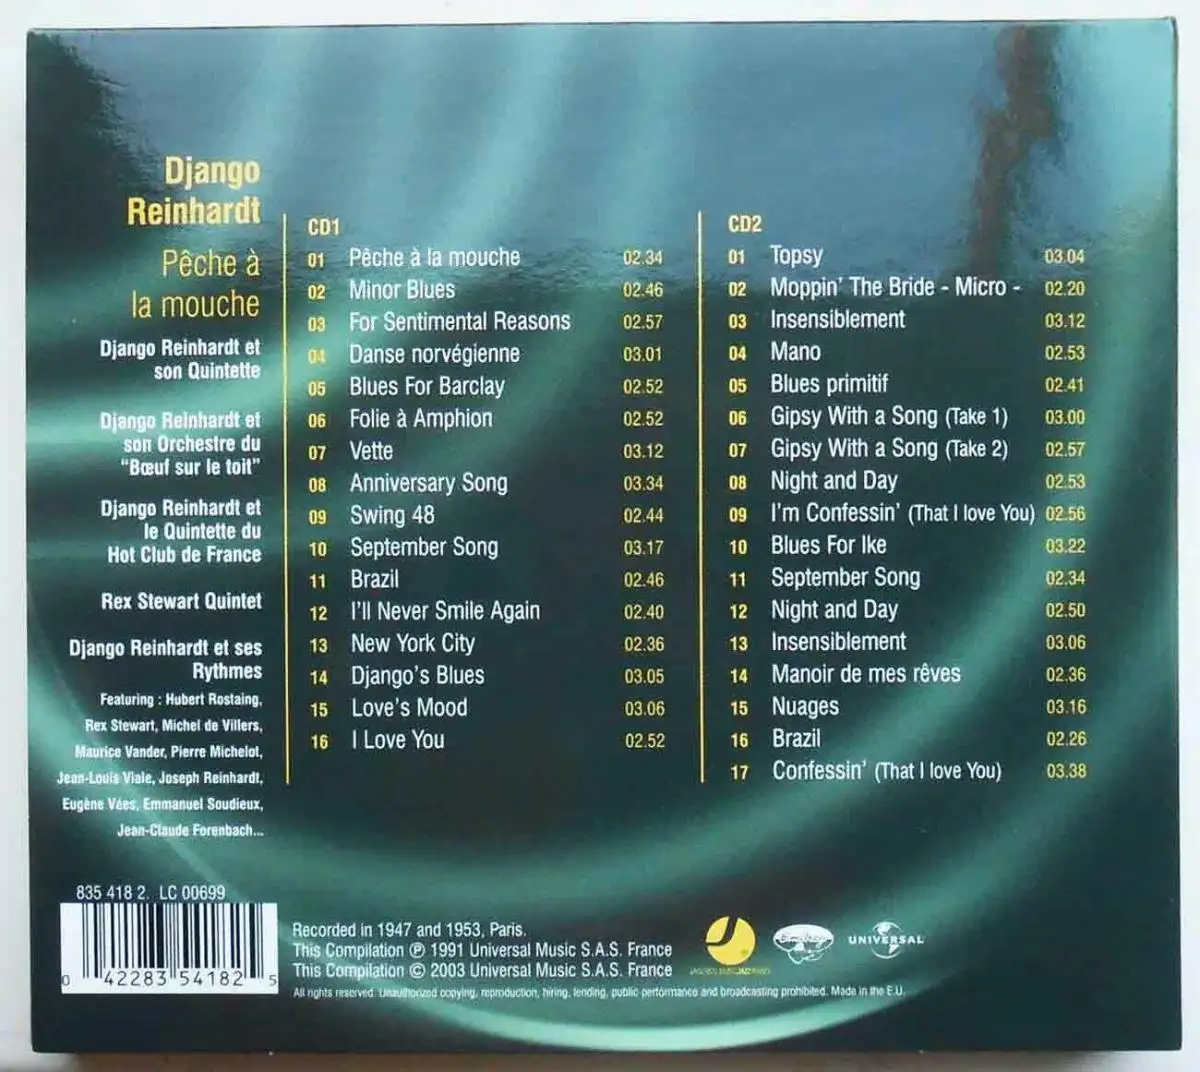 Django
Reinhardt
Pêche à
la mouche
Django Reinhardt et
son Quintette
Django Reinhardt et
son Orchestre du
"Bœuf sur le toit"
Django Reinhardt et
le Quintette du
Hot Club de France
Rex Stewart Quintet
Django Reinhardt et ses
Rythmes
Featuring : Hubert Rostaing,
Rex Stewart, Michel de Villers,
Maurice Vander, Pierre Michelot,
Jean-Louis Viale, Joseph Reinhardt,
Eugène Vées, Emmanuel Soudieux,
Jean-Claude Forenbach...
CD1
01 Pêche à la mouche 02.34
02 Minor Blues 02.46
03 For Sentimental Reasons 02.57
04 Danse norvégienne 03.01
05 Blues For Barclay 02.52
06 Folie à Amphion 02.52
07 Vette 03.12
08 Anniversary Song 03.34
09 Swing 48 02.44
10 September Song 03.17
11 Brazil 02.46
12 I'll Never Smile Again 02.40
13 New York City 02.36
14 Django's Blues 03.05
15 Love's Mood 03.06
16 I Love You 02.52
CD2
01 Topsy 03.04
02 Moppin' The Bride - Micro - 02.20
03 Insensiblement 03.12
04 Mano 02.53
05 Blues primitif 02.41
06 Gipsy With a Song (Take 1) 03.00
07 Gipsy With a Song (Take 2) 02.57
08 Night and Day 02.53
09 I'm Confessin' (That I love You) 02.56
10 Blues For Ike 03.22
11 September Song 02.34
12 Night and Day 02.50
13 Insensiblement 03.06
14 Manoir de mes rêves 02.36
15 Nuages 03.16
16 Brazil 02.26
17 Confessin' (That I love You) 03.38
835 418 2. LC 00699
0 42283 54182 5
Recorded in 1947 and 1953, Paris.
This Compilation ℗ 1991 Universal Music S.A.S. France
This Compilation © 2003 Universal Music S.A.S. France
All rights reserved. Unauthorized copying, reproduction, hiring, lending, public performance and broadcasting prohibited. Made in the E.U.
UNIVERSAL